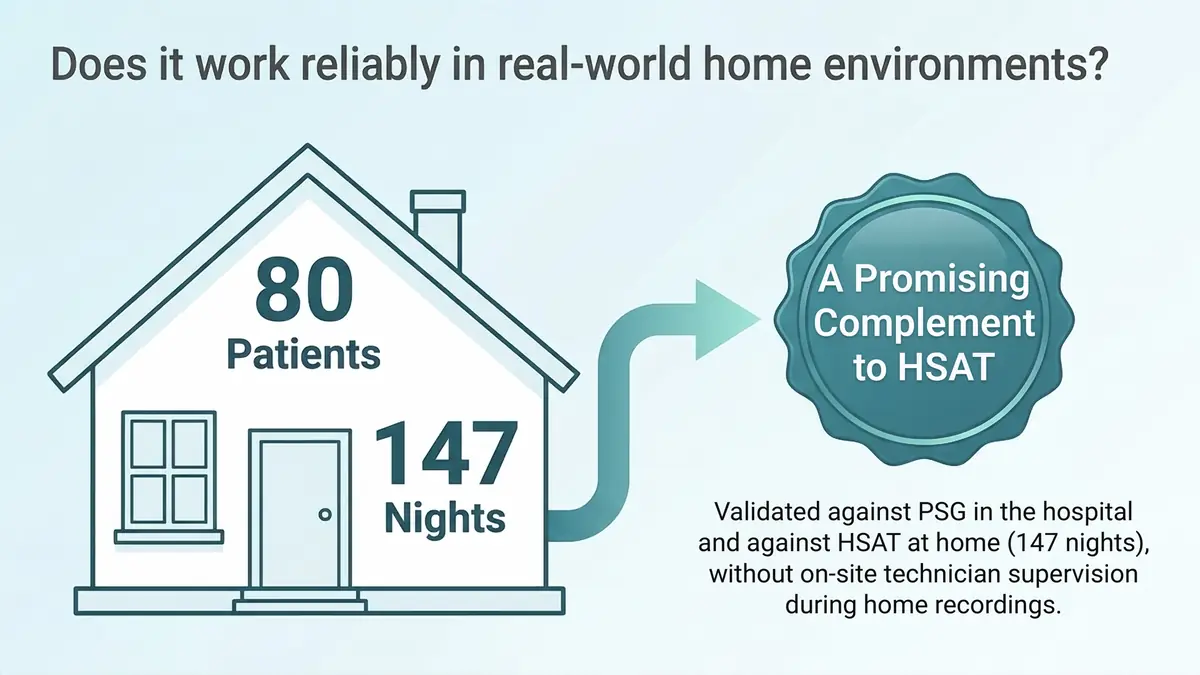 Does it work reliably in real-world home environments?
80
Patients
147
Nights
A Promising
Complement
to HSAT
Validated against PSG in the hospital
and against HSAT at home (147 nights),
without on-site technician supervision
during home recordings.